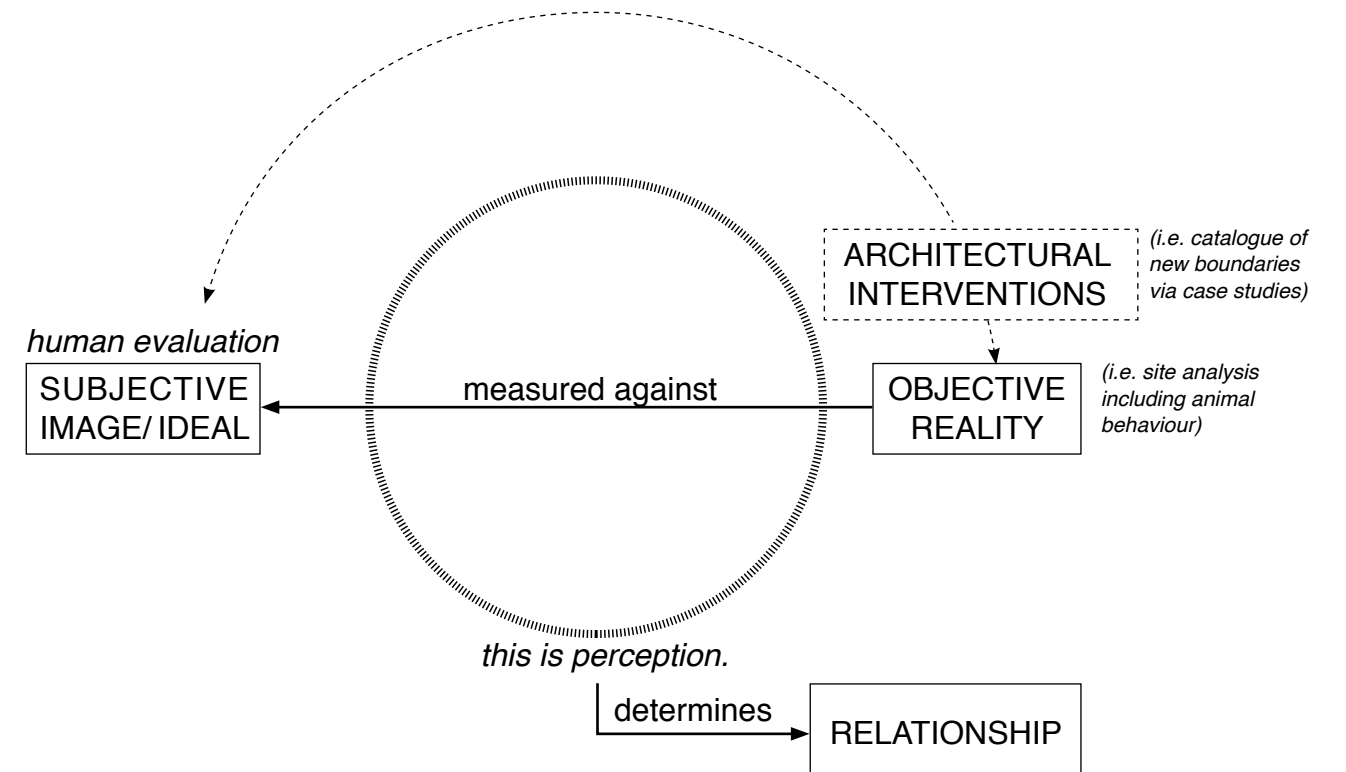 ARCHITECTURAL
INTERVENTIONS
(i.e. catalogue of
new boundaries
via case studies)
human evaluation
SUBJECTIVE
IMAGE/ IDEAL
measured against
OBJECTIVE
REALITY
(i.e. site analysis
including animal
behaviour)
this is perception.
determines
RELATIONSHIP